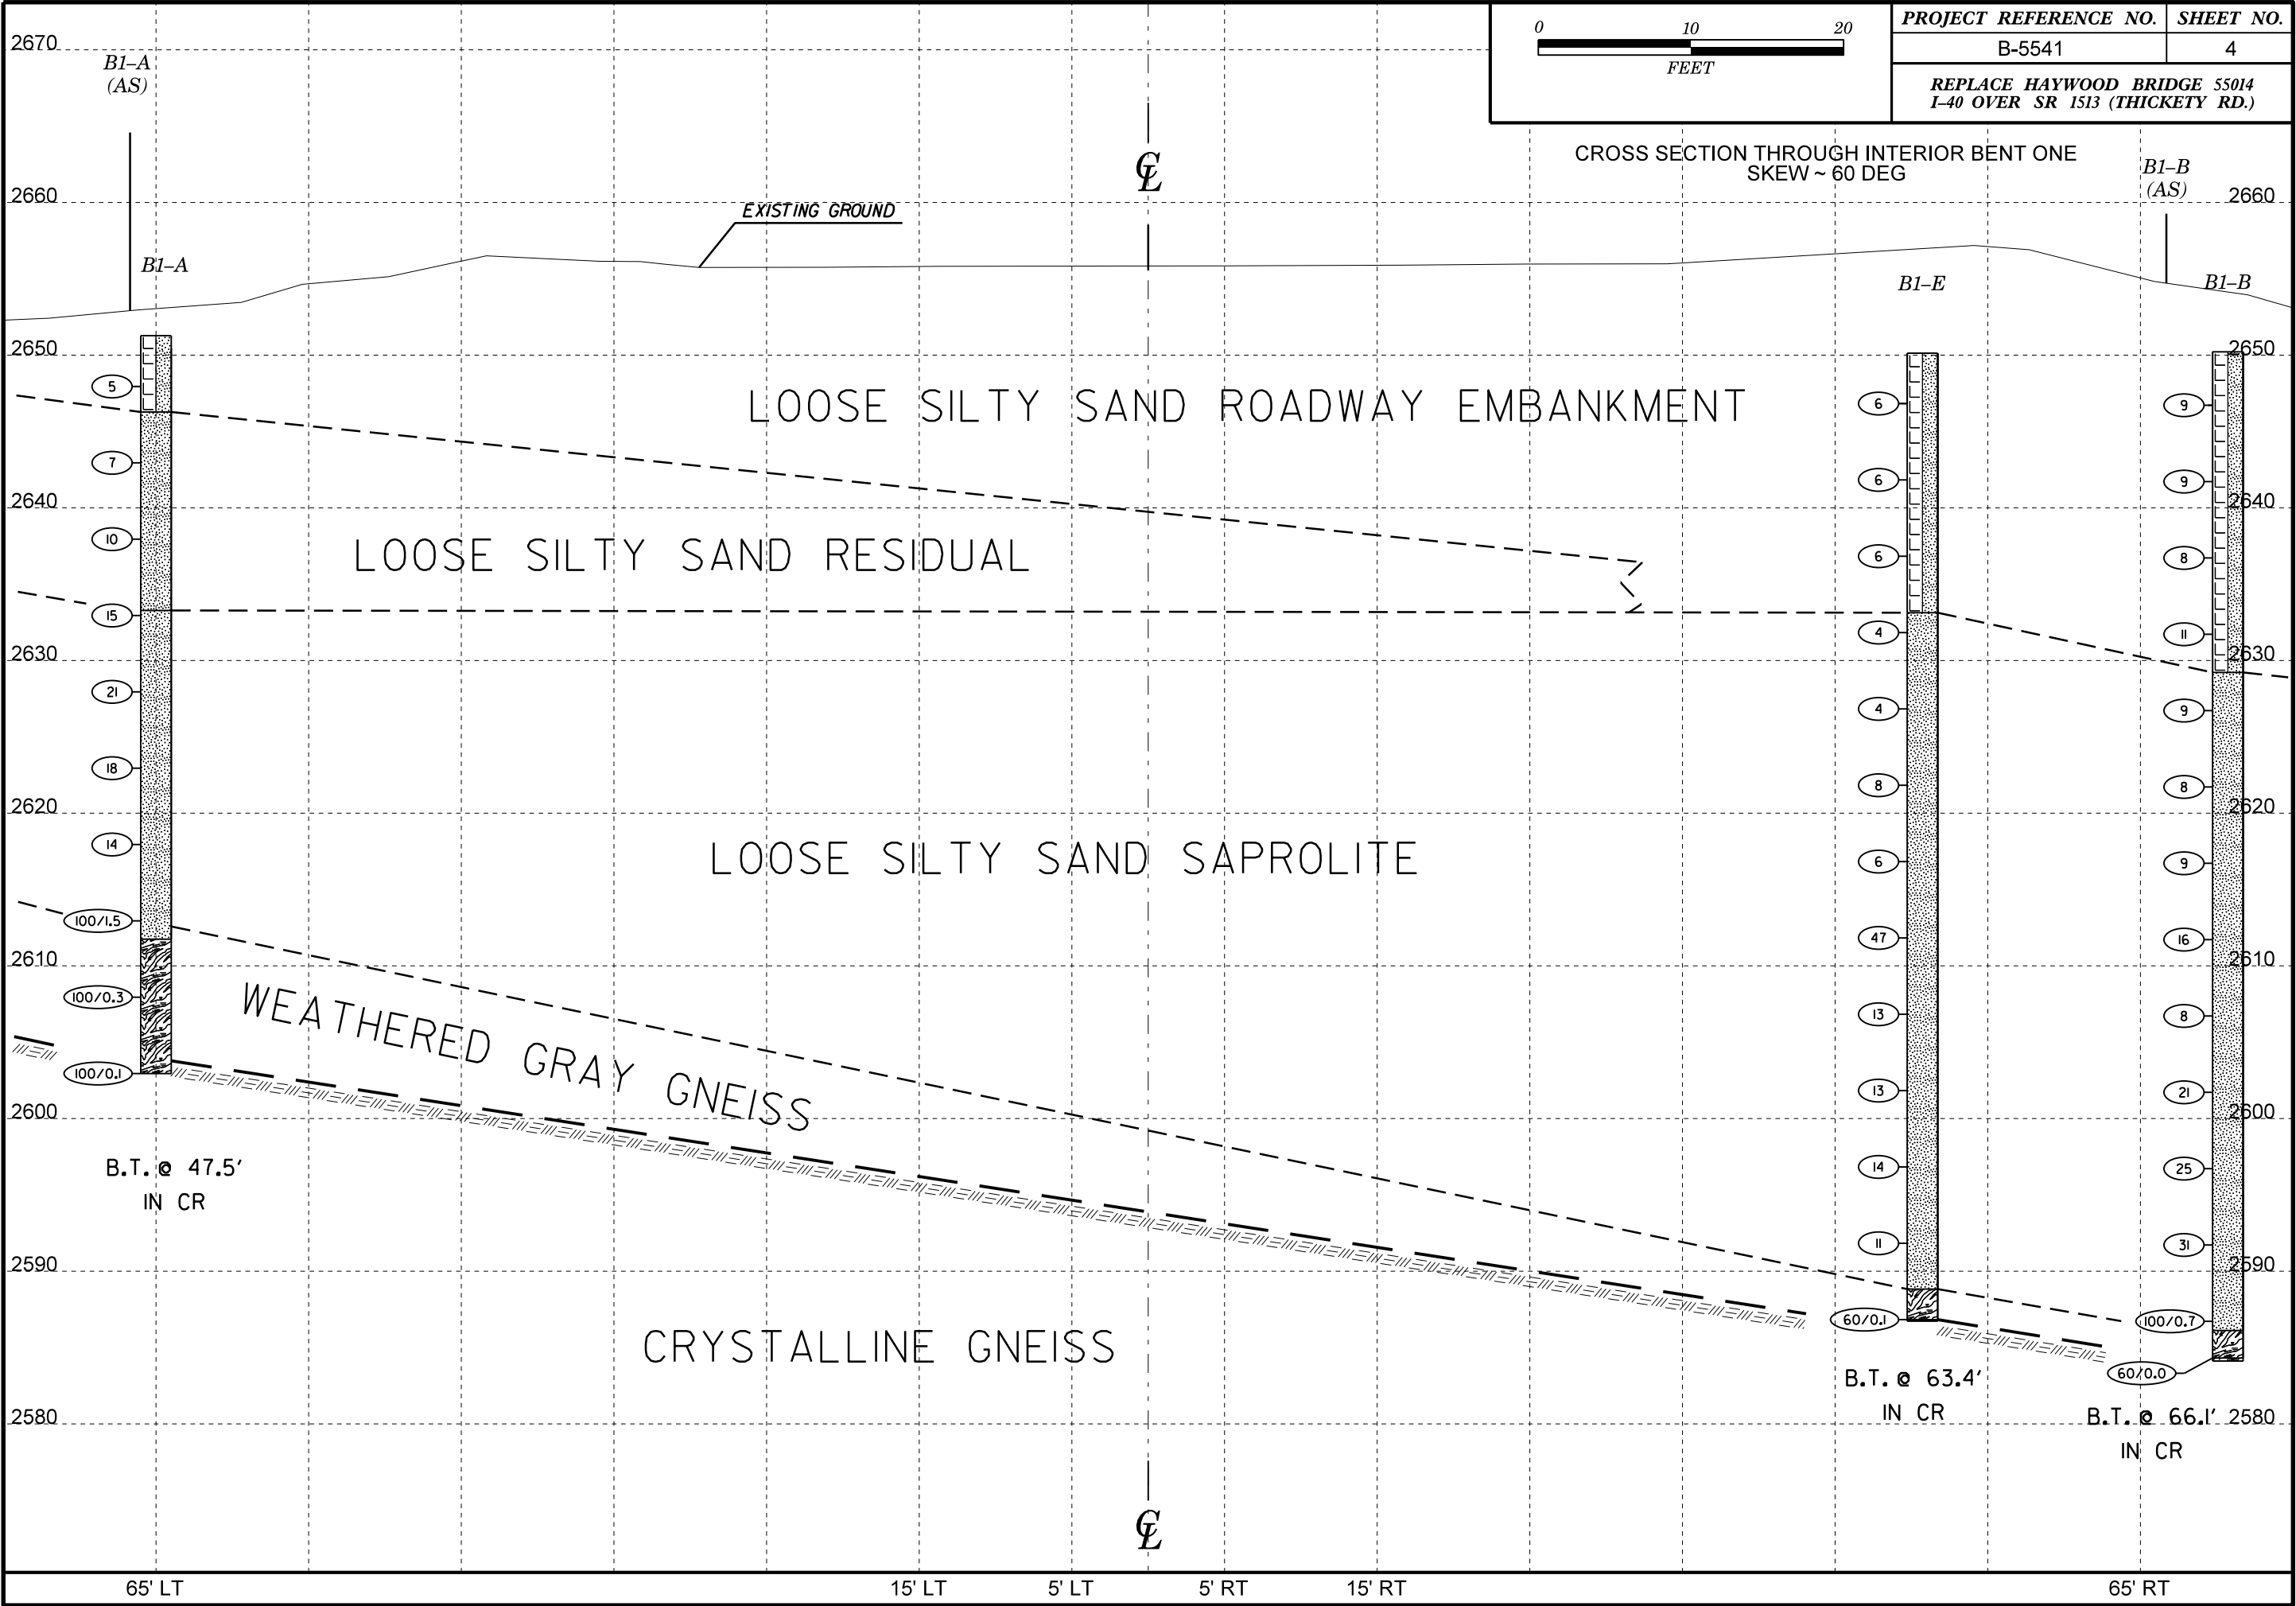 0 10 20
FEET
PROJECT REFERENCE NO. SHEET NO.
B-5541 4
REPLACE HAYWOOD BRIDGE 55014
I-40 OVER SR 1513 (THICKETY RD.)
CROSS SECTION THROUGH INTERIOR BENT ONE
SKEW ~ 60 DEG
2670
B1-A
(AS)
℄
B1-B
(AS)
2660 2660
EXISTING GROUND
B1-A
B1-E B1-B
2650 2650
5
LOOSE SILTY SAND ROADWAY EMBANKMENT
6 9
7
6 9
2640 2640
10
LOOSE SILTY SAND RESIDUAL
6 8
15
4 11
2630 2630
21
4 9
18
8 8
2620 2620
14
LOOSE SILTY SAND SAPROLITE
6 9
100/1.5
47 16
2610 2610
100/0.3
WEATHERED GRAY GNEISS
13 8
100/0.1
13 21
2600 2600
B.T. @ 47.5'
IN CR
14 25
11 31
2590 2590
60/0.1 100/0.7
CRYSTALLINE GNEISS
60/0.0
B.T. @ 63.4'
IN CR
2580 2580
B.T. @ 66.1'
IN CR
℄
65' LT 15' LT 5' LT 5' RT 15' RT 65' RT